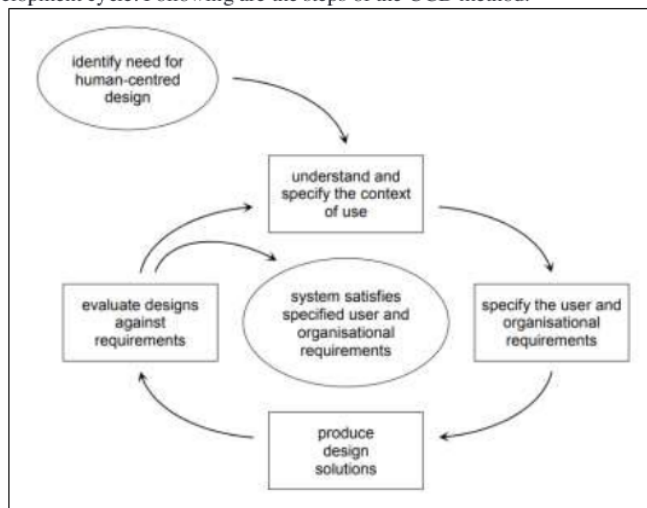 identify need for
human-centred
design
understand and
specify the context
of use
evaluate designs
against
requirements
system satisfies
specified user and
organisational
requirements
specify the user and
organisational
requirements
produce
design
solutions